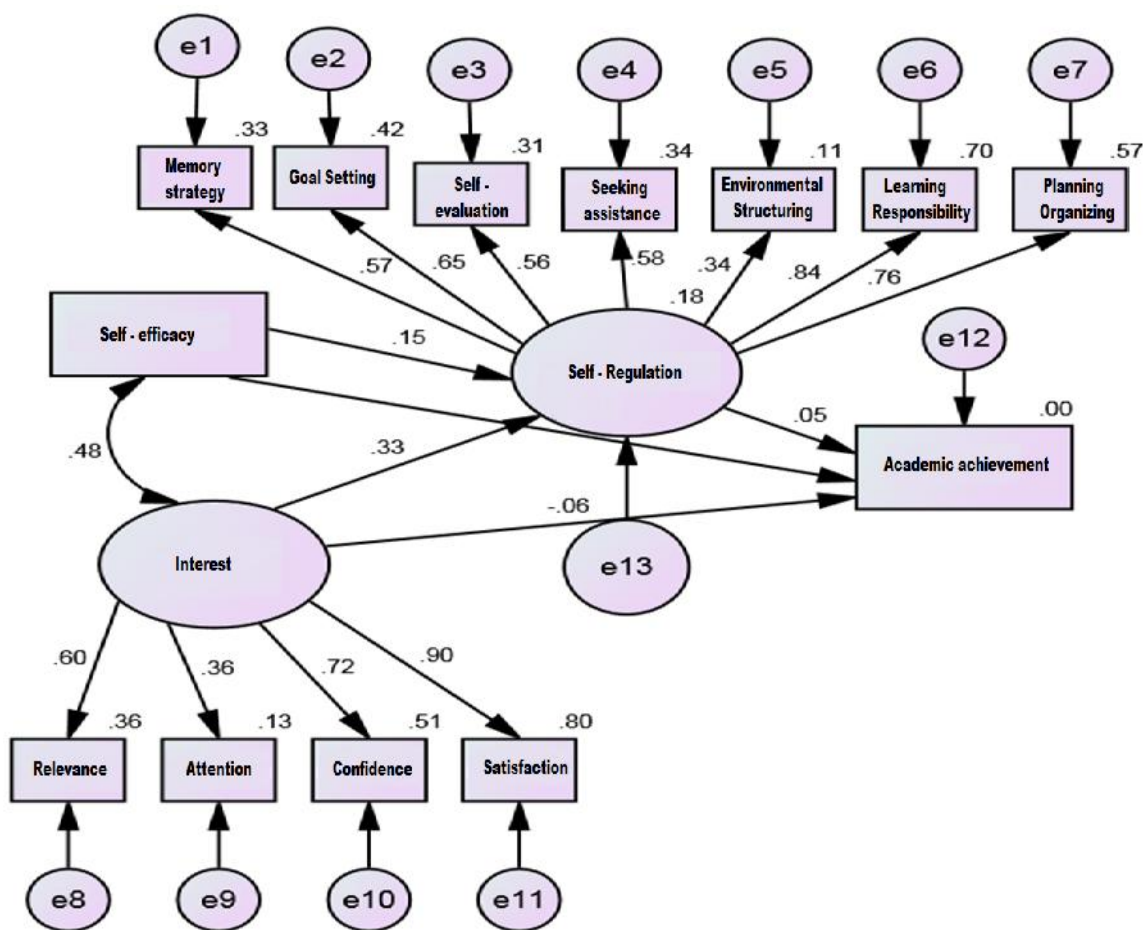 e1
e2
e3
e4
e5
e6
e7
.33
.42
.31
.34
.11
.70
.57
Memory
strategy
Goal Setting
Self -
evaluation
Seeking
assistance
Environmental
Structuring
Learning
Responsibility
Planning
Organizing
.57
.65
.56
.58
.34
.84
.76
.18
Self - efficacy
.15
Self - Regulation
e12
.05
.00
Academic achievement
.48
.33
-.06
Interest
e13
.60
.36
.72
.90
.36
.13
.51
.80
Relevance
Attention
Confidence
Satisfaction
e8
e9
e10
e11